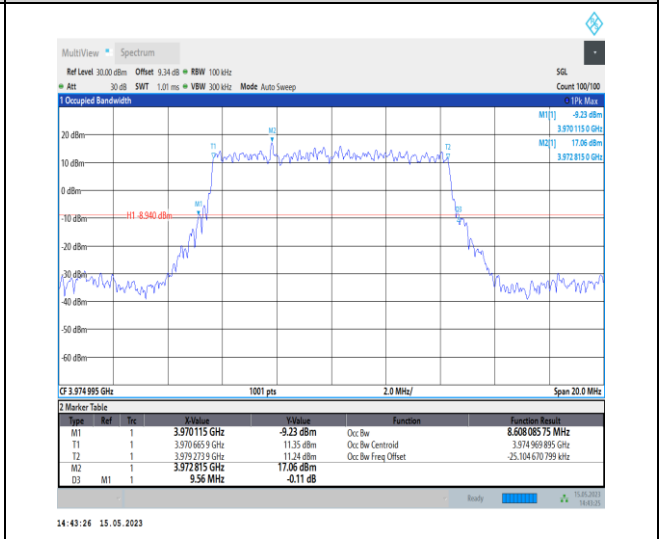 MultiView Spectrum
Ref Level 30.00 dBm Offset 9.34 dB RBW 100 kHz SGL
Att 30 dB SWT 1.01 ms VBW 300 kHz Mode Auto Sweep Count 100/100
1 Occupied Bandwidth 1Pk Max
M1[1] -9.23 dBm
3.970 115 0 GHz
M2[1] 17.06 dBm
3.972 815 0 GHz
20 dBm
M2
T1
T2
10 dBm
0 dBm
M1
D3
-10 dBm
H1 -8.940 dBm
-20 dBm
-30 dBm
-40 dBm
-50 dBm
-60 dBm
CF 3.974 995 GHz 1001 pts 2.0 MHz/ Span 20.0 MHz
2 Marker Table
Type Ref Trc X-Value Y-Value Function Function Result
M1 1 3.970 115 GHz -9.23 dBm Occ Bw 8.608 085 75 MHz
T1 1 3.970 665 9 GHz 11.35 dBm Occ Bw Centroid 3.974 969 895 GHz
T2 1 3.979 273 9 GHz 11.24 dBm Occ Bw Freq Offset -25.104 670 799 kHz
M2 1 3.972 815 GHz 17.06 dBm
D3 M1 1 9.56 MHz -0.11 dB
Ready 15.05.2023
14:43:25
14:43:26 15.05.2023